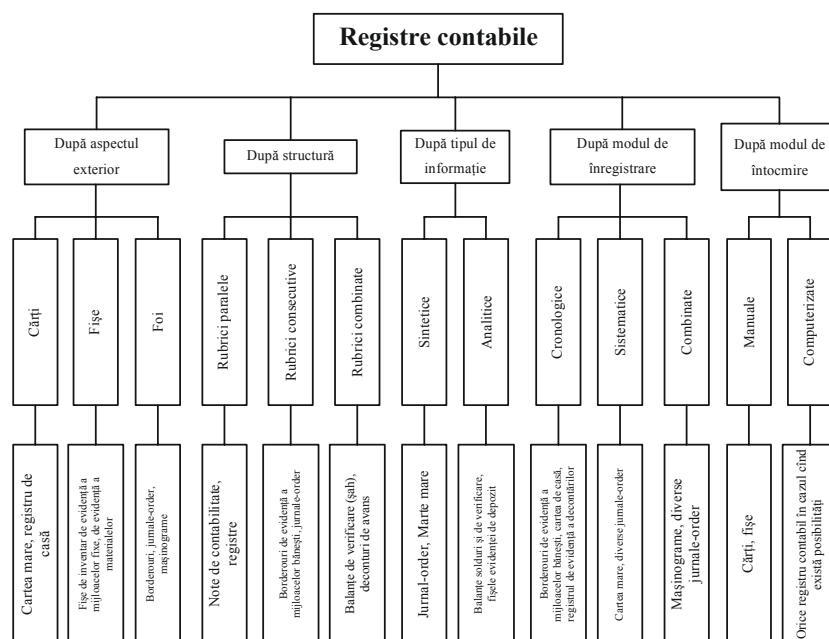 Registre contabile
După aspectul
exterior
După structură
După tipul de
informație
După modul de
înregistrare
După modul de
întocmire
Cărți
Fișe
Foi
Rubrici paralele
Rubrici consecutive
Rubrici combinate
Sintetice
Analitice
Cronologice
Sistematice
Combinate
Manuale
Computerizate
Cartea mare, registru de
casă
Fișe de inventar de evidență a
mijloacelor fixe, de evidență a
materialelor
Borderouri, jurnale-order,
mașinograme
Note de contabilitate,
registre
Borderouri de evidență a
mijloacelor bănești, jurnale-order
Balanțe de verificare (șah),
deconturi de avans
Jurnal-order, Marte mare
Balanțe solduri și de verificare,
fișele evidenței de depozit
Borderouri de evidență a
mijloacelor bănești, cartea de casă,
registrul de evidență a decontărilor
Cartea mare, diverse jurnale-order
Mașinograme, diverse
jurnale-order
Cărți, fișe
Orice registru contabil în cazul cînd
există posibilități